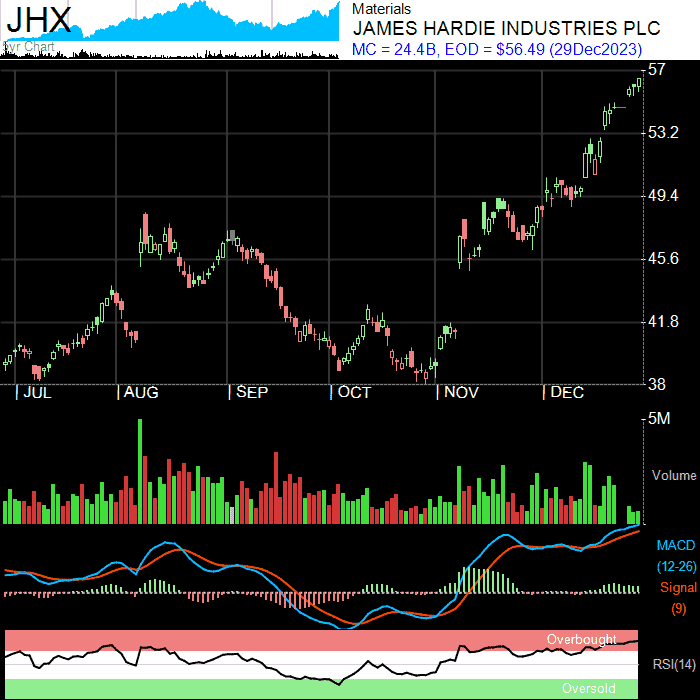 JHX
5yr Chart
Materials
JAMES HARDIE INDUSTRIES PLC
MC = 24.4B, EOD = $56.49 (29Dec2023)
57
53.2
49.4
45.6
41.8
38
JUL AUG SEP OCT NOV DEC
5M
Volume
MACD
(12-26)
Signal
(9)
Overbought
RSI(14)
Oversold